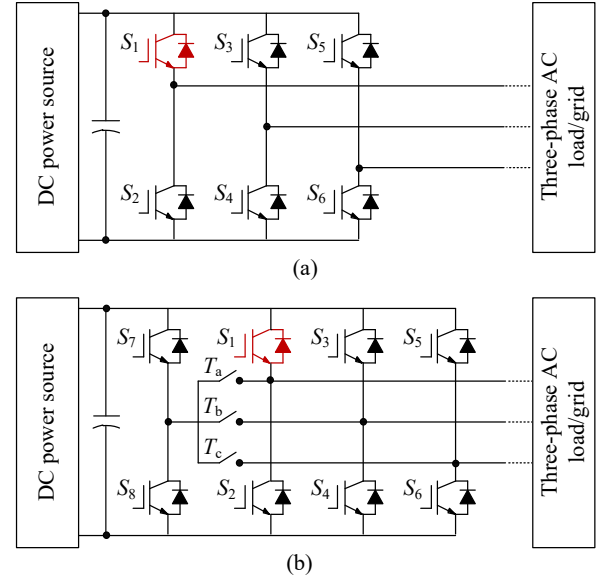 DC power source
S1
S3
S5
S2
S4
S6
Three-phase AC
load/grid
(a)
DC power source
S7
S1
S3
S5
Ta
Tb
Tc
S8
S2
S4
S6
Three-phase AC
load/grid
(b)